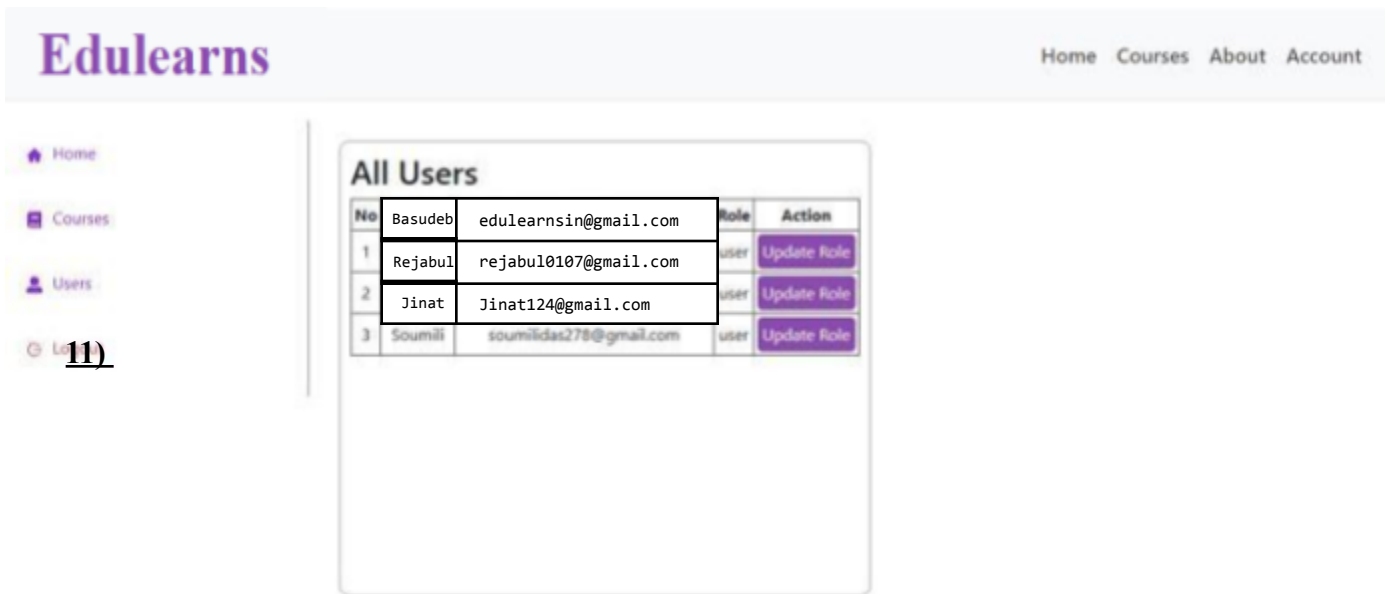 Edulearns
Home Courses About Account
Home
Courses
Users
11)
All Users
No Basudeb edulearnsin@gmail.com Role Action
1 Rejabul rejabul0107@gmail.com user Update Role
2 Jinat Jinat124@gmail.com user Update Role
3 Soumili soumilidas278@gmail.com user Update Role